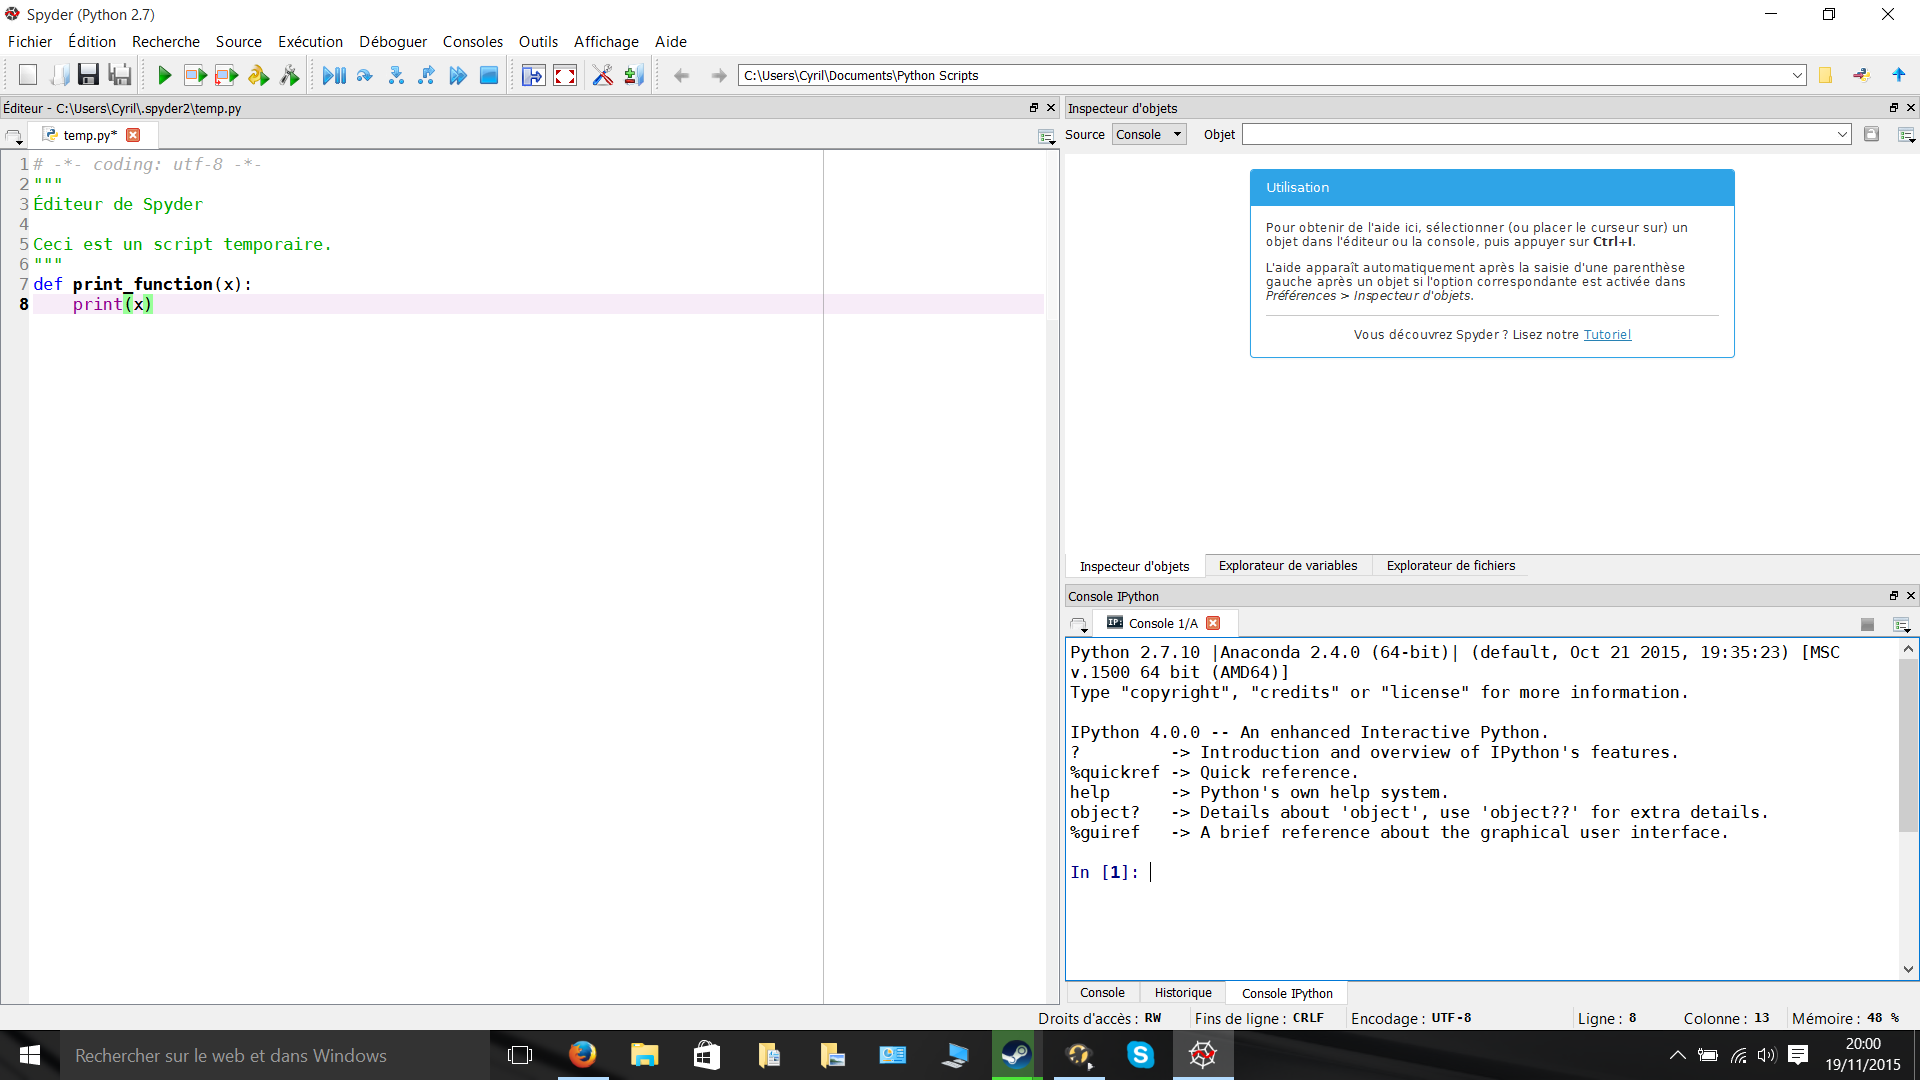 Spyder (Python 2.7)
Fichier Édition Recherche Source Exécution Déboguer Consoles Outils Affichage Aide
C:\Users\Cyril\Documents\Python Scripts
Éditeur - C:\Users\Cyril\.spyder2\temp.py
temp.py*
1 # -*- coding: utf-8 -*-
2 """
3 Éditeur de Spyder
4
5 Ceci est un script temporaire.
6 """
7 def print_function(x):
8     print(x)
Inspecteur d'objets
Source Console Objet
Utilisation
Pour obtenir de l'aide ici, sélectionner (ou placer le curseur sur) un
objet dans l'éditeur ou la console, puis appuyer sur Ctrl+I.
L'aide apparaît automatiquement après la saisie d'une parenthèse
gauche après un objet si l'option correspondante est activée dans
Préférences > Inspecteur d'objets.
Vous découvrez Spyder ? Lisez notre Tutoriel
Inspecteur d'objets Explorateur de variables Explorateur de fichiers
Console IPython
IP: Console 1/A
Python 2.7.10 |Anaconda 2.4.0 (64-bit)| (default, Oct 21 2015, 19:35:23) [MSC
v.1500 64 bit (AMD64)]
Type "copyright", "credits" or "license" for more information.
IPython 4.0.0 -- An enhanced Interactive Python.
?         -> Introduction and overview of IPython's features.
%quickref -> Quick reference.
help      -> Python's own help system.
object?   -> Details about 'object', use 'object??' for extra details.
%guiref   -> A brief reference about the graphical user interface.
In [1]:
Console Historique Console IPython
Droits d'accès : RW Fins de ligne : CRLF Encodage : UTF-8 Ligne : 8 Colonne : 13 Mémoire : 48 %
Rechercher sur le web et dans Windows
20:00
19/11/2015